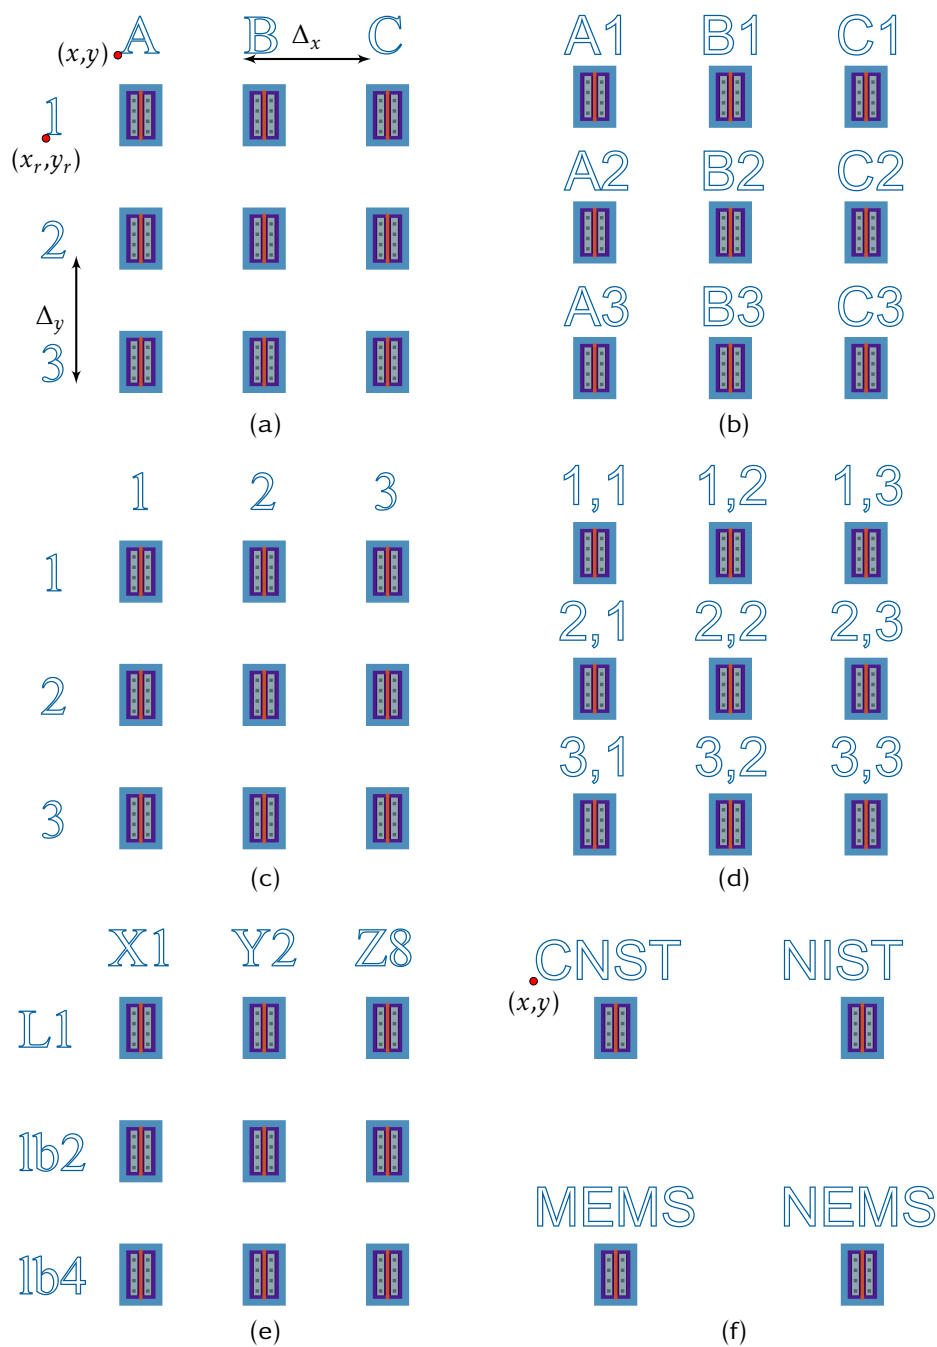 A B C
(x,y)
Δx
1
(xr,yr)
2
Δy
3
(a)
A1 B1 C1
A2 B2 C2
A3 B3 C3
(b)
1 2 3
1
2
3
(c)
1,1 1,2 1,3
2,1 2,2 2,3
3,1 3,2 3,3
(d)
X1 Y2 Z8
L1
lb2
lb4
(e)
CNST NIST
(x,y)
MEMS NEMS
(f)